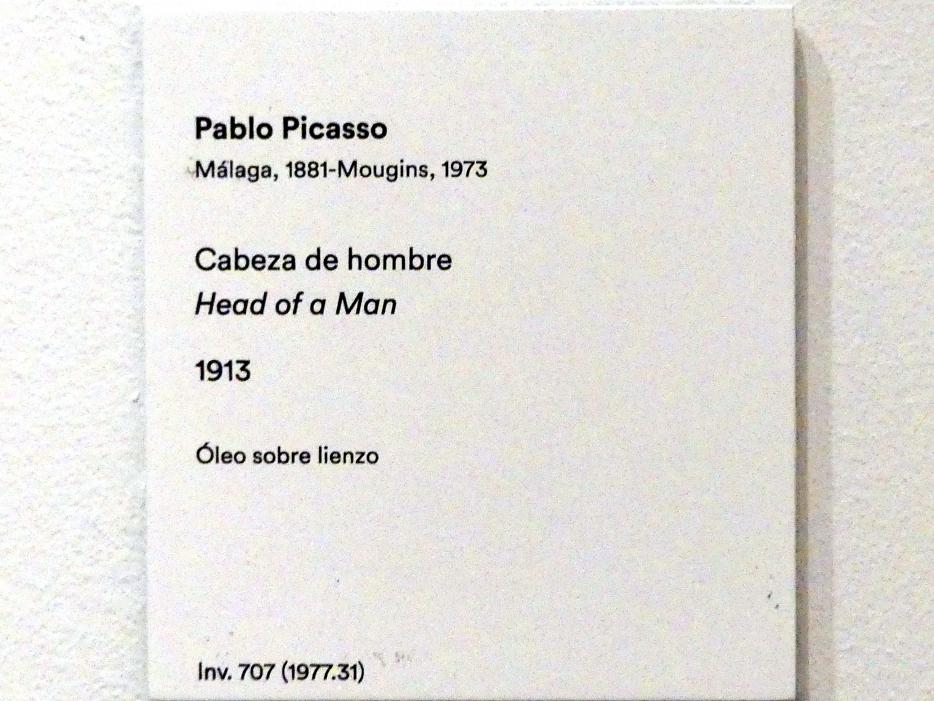 Pablo Picasso
Málaga, 1881-Mougins, 1973
Cabeza de hombre
Head of a Man
1913
Óleo sobre lienzo
Inv. 707 (1977.31)